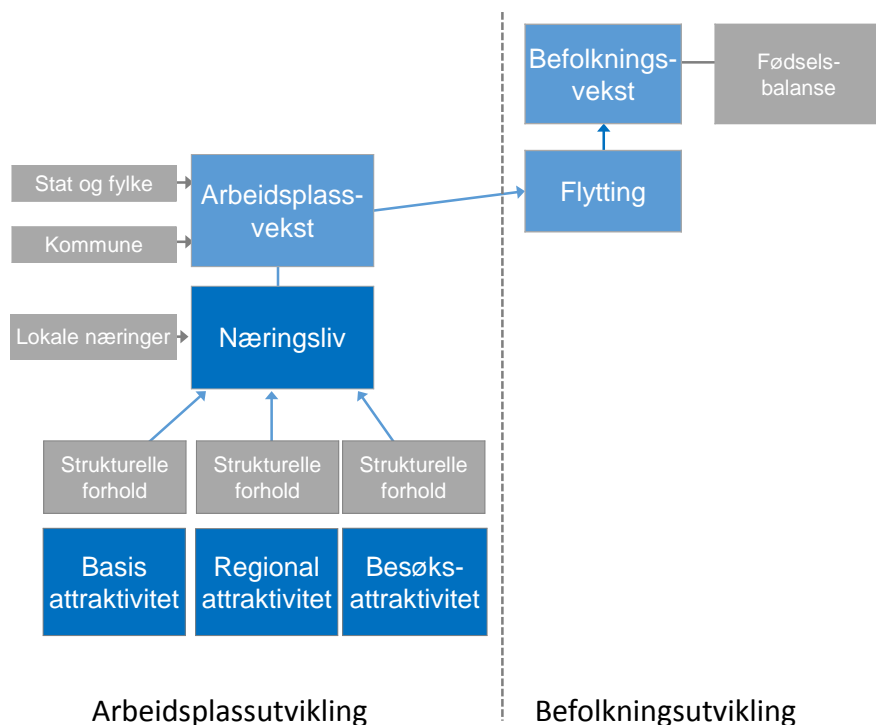 Befolknings-
vekst
Fødsels-
balanse
Stat og fylke
Arbeidsplass-
vekst
Flytting
Kommune
Lokale næringer
Næringsliv
Strukturelle
forhold
Strukturelle
forhold
Strukturelle
forhold
Basis
attraktivitet
Regional
attraktivitet
Besøks-
attraktivitet
Arbeidsplassutvikling
Befolkningsutvikling